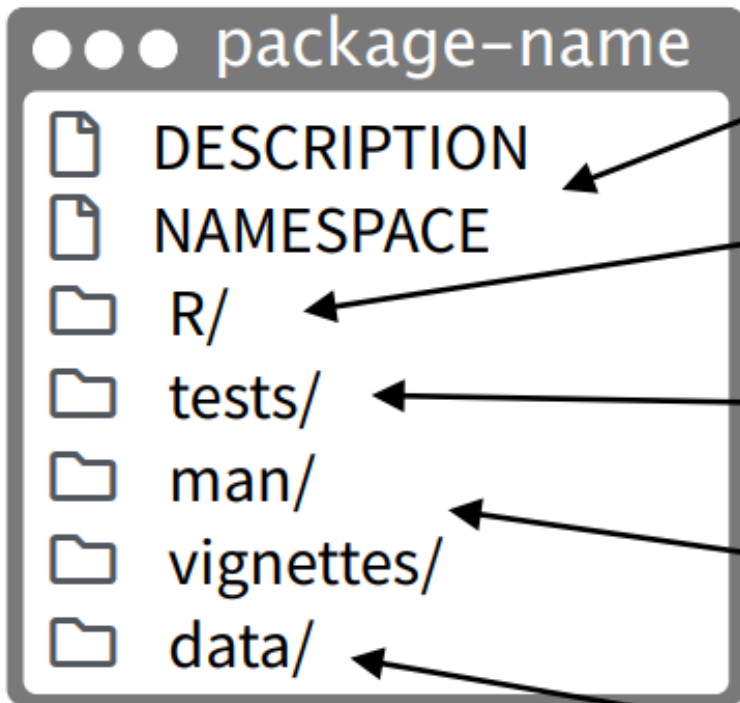 package-name
DESCRIPTION
NAMESPACE
R/
tests/
man/
vignettes/
data/